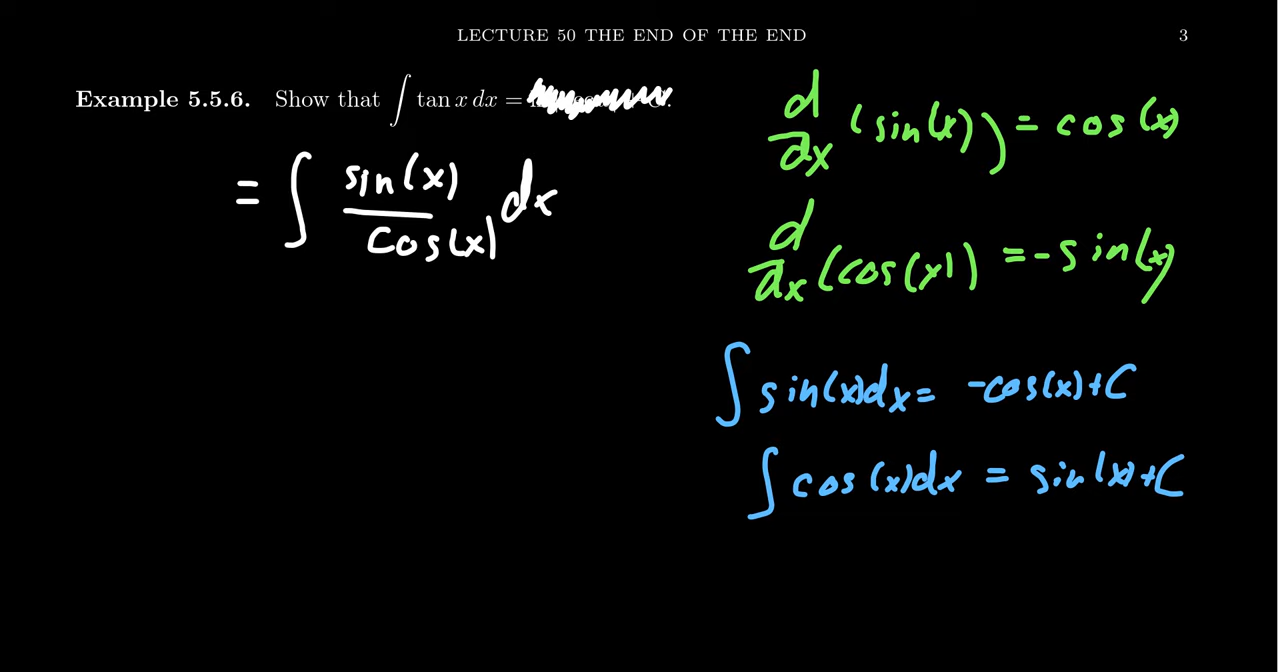 LECTURE 50 THE END OF THE END 3
Example 5.5.6. Show that ∫ tan x dx =
= ∫ sin(x)/cos(x) dx
d/dx (sin(x)) = cos(x)
d/dx (cos(x)) = -sin(x)
∫ sin(x)dx = -cos(x)+C
∫ cos(x)dx = sin(x)+C